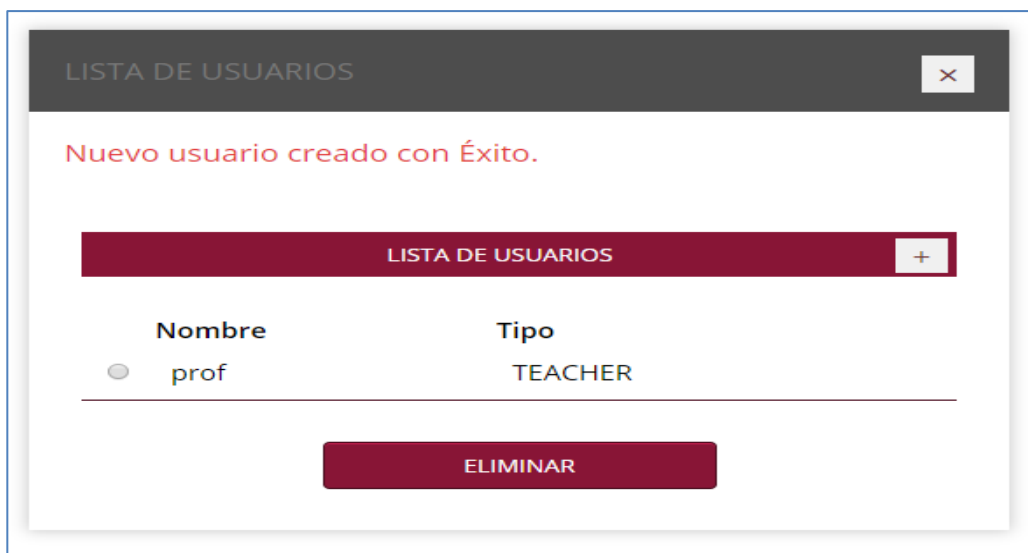 LISTA DE USUARIOS ×
Nuevo usuario creado con Éxito.
LISTA DE USUARIOS +
Nombre Tipo
prof TEACHER
ELIMINAR